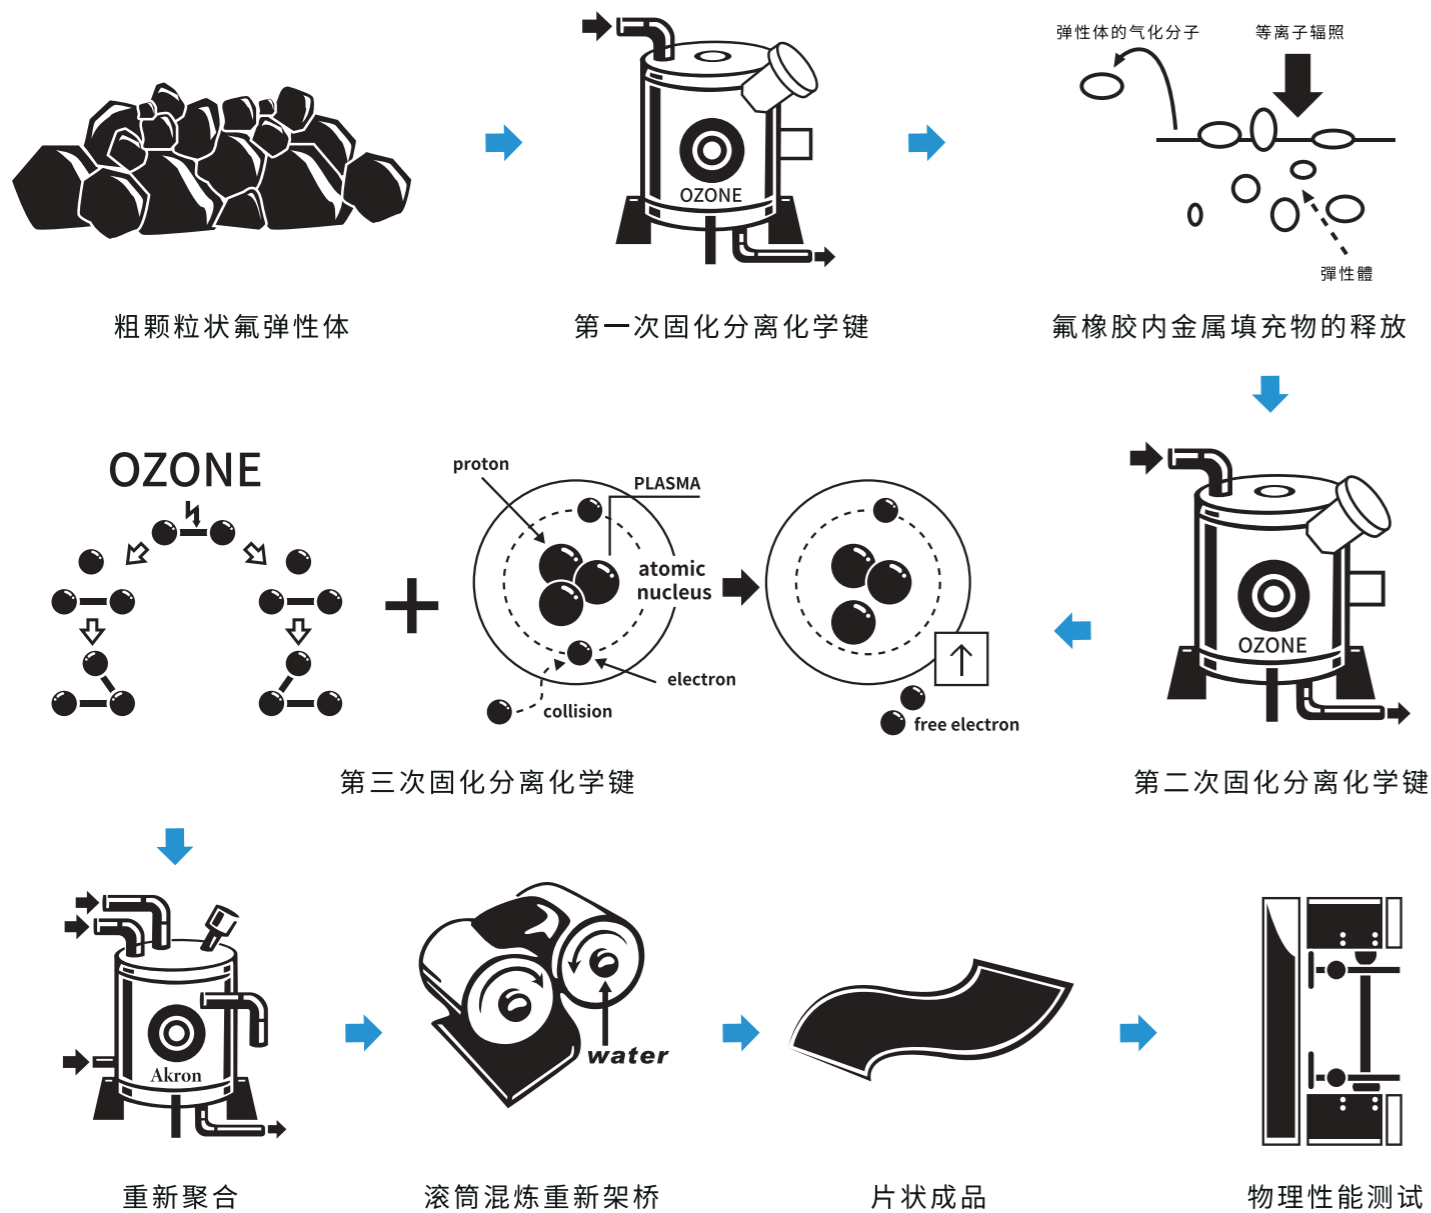 弹性体的气化分子
等离子辐照
OZONE
彈性體
粗颗粒状氟弹性体
第一次固化分离化学键
氟橡胶内金属填充物的释放
OZONE
proton
PLASMA
atomic
nucleus
electron
collision
free electron
OZONE
第三次固化分离化学键
第二次固化分离化学键
Akron
water
重新聚合
滚筒混炼重新架桥
片状成品
物理性能测试